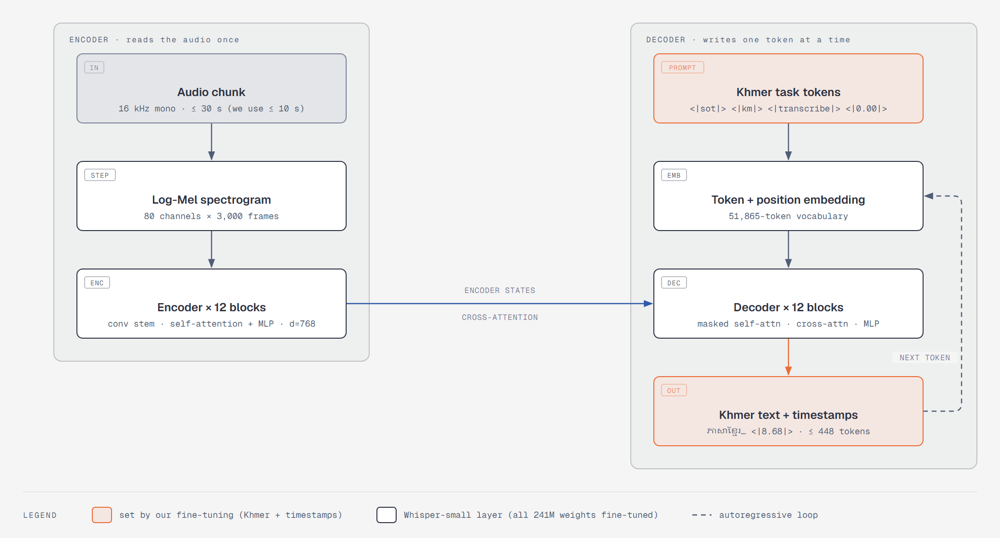 ENCODER · reads the audio once
IN
Audio chunk
16 kHz mono · ≤ 30 s (we use ≤ 10 s)
STEP
Log-Mel spectrogram
80 channels × 3,000 frames
ENC
Encoder × 12 blocks
conv stem · self-attention + MLP · d=768
ENCODER STATES
CROSS-ATTENTION
DECODER · writes one token at a time
PROMPT
Khmer task tokens
<|sot|> <|km|> <|transcribe|> <|0.00|>
EMB
Token + position embedding
51,865-token vocabulary
DEC
Decoder × 12 blocks
masked self-attn · cross-attn · MLP
NEXT TOKEN
OUT
Khmer text + timestamps
ភាសាខ្មែរ… <|8.68|> · ≤ 448 tokens
LEGEND
set by our fine-tuning (Khmer + timestamps)
Whisper-small layer (all 241M weights fine-tuned)
autoregressive loop